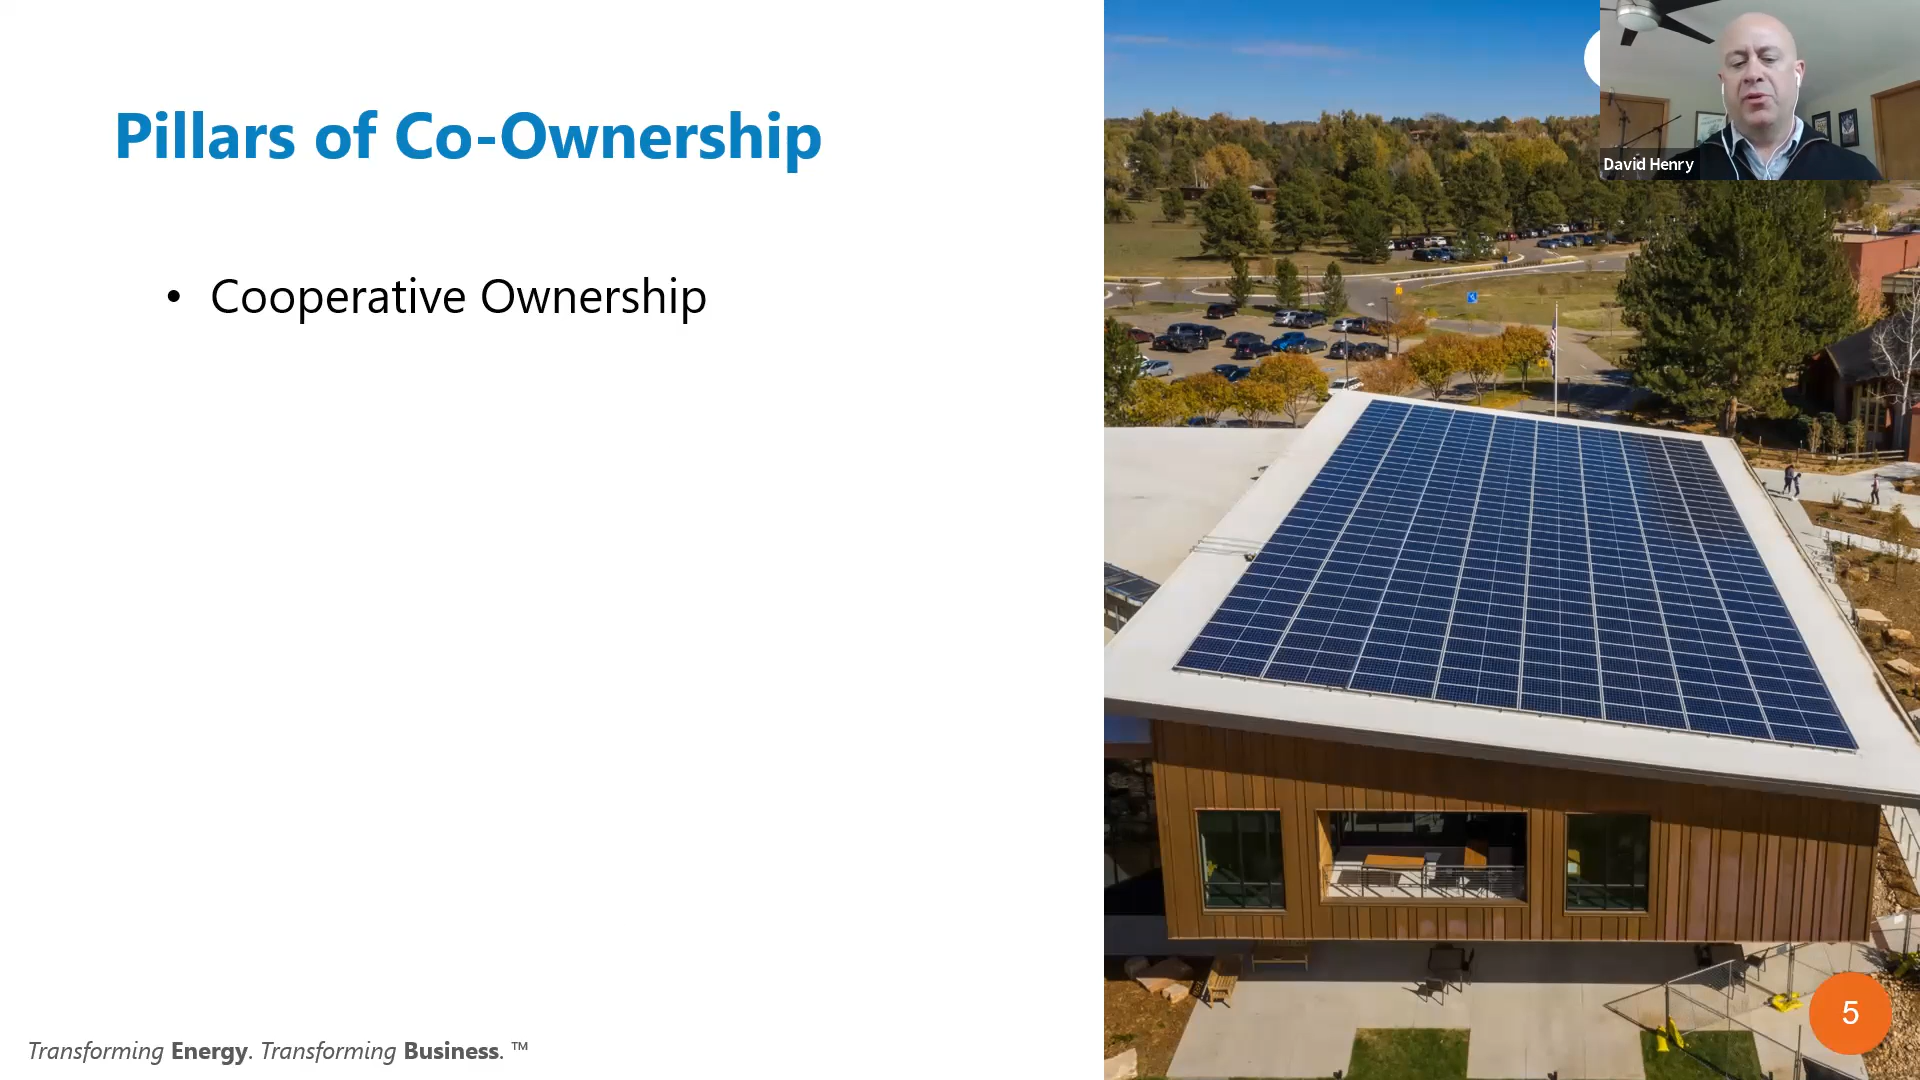 Pillars of Co-Ownership
David Henry
• Cooperative Ownership
Transforming Energy. Transforming Business. ™
5